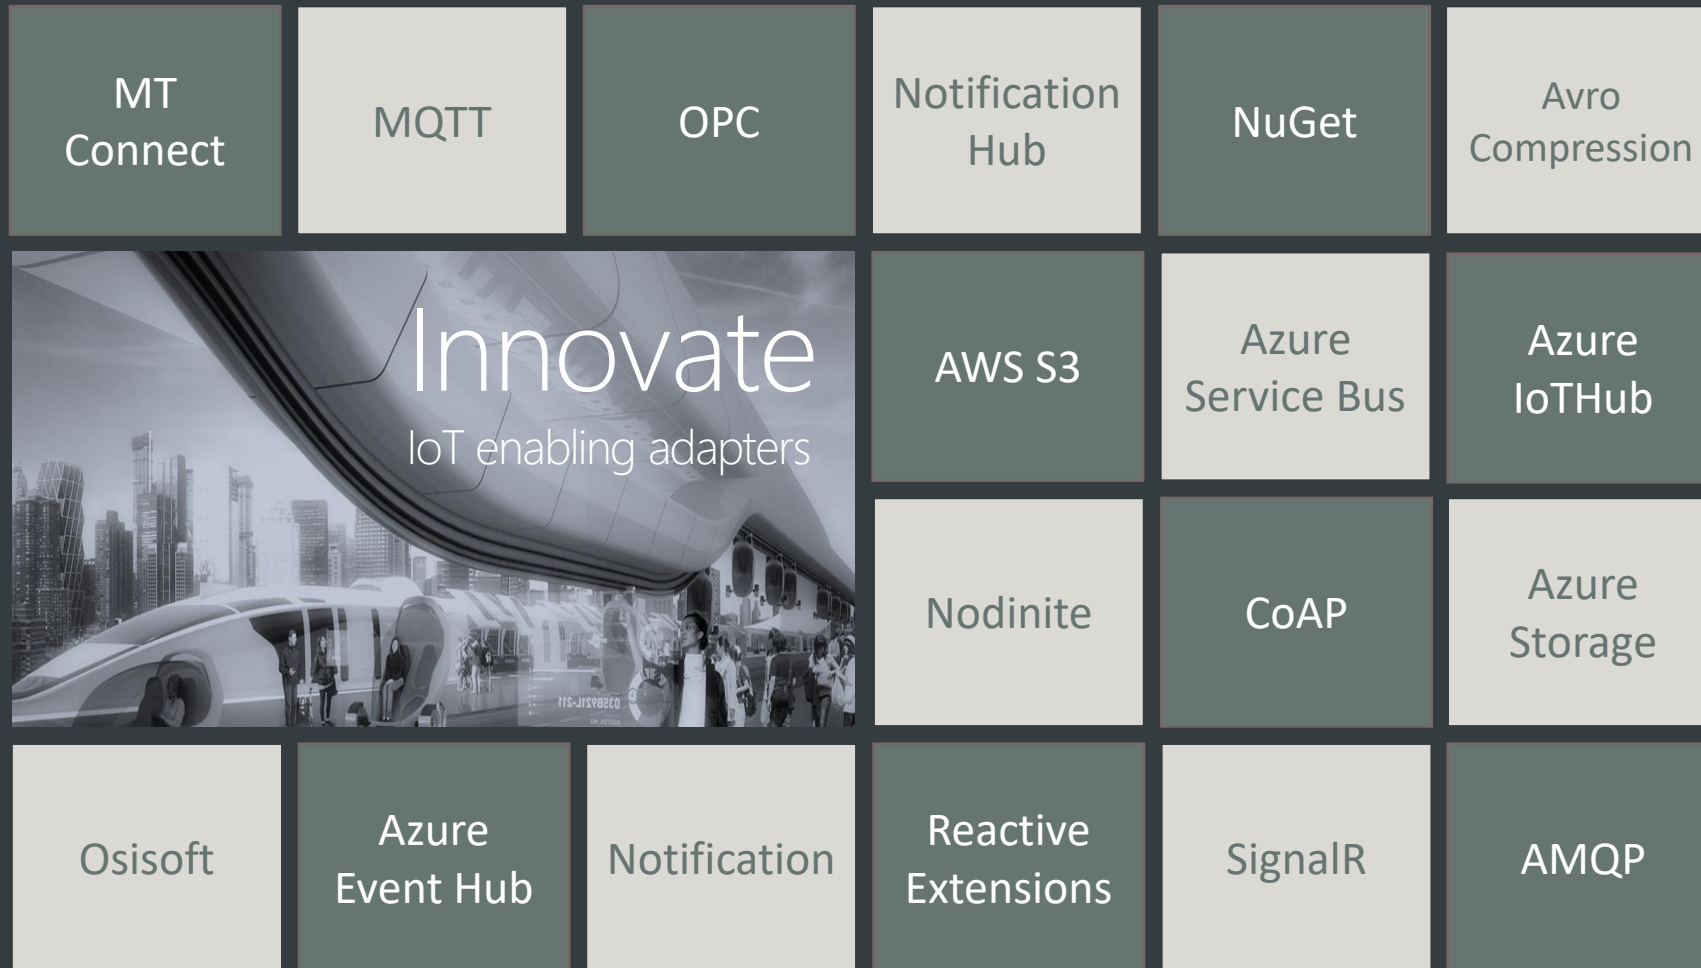 MT
Connect
MQTT
OPC
Notification
Hub
NuGet
Avro
Compression
Innovate
IoT enabling adapters
AWS S3
Azure
Service Bus
Azure
IoTHub
Nodinite
CoAP
Azure
Storage
Osisoft
Azure
Event Hub
Notification
Reactive
Extensions
SignalR
AMQP